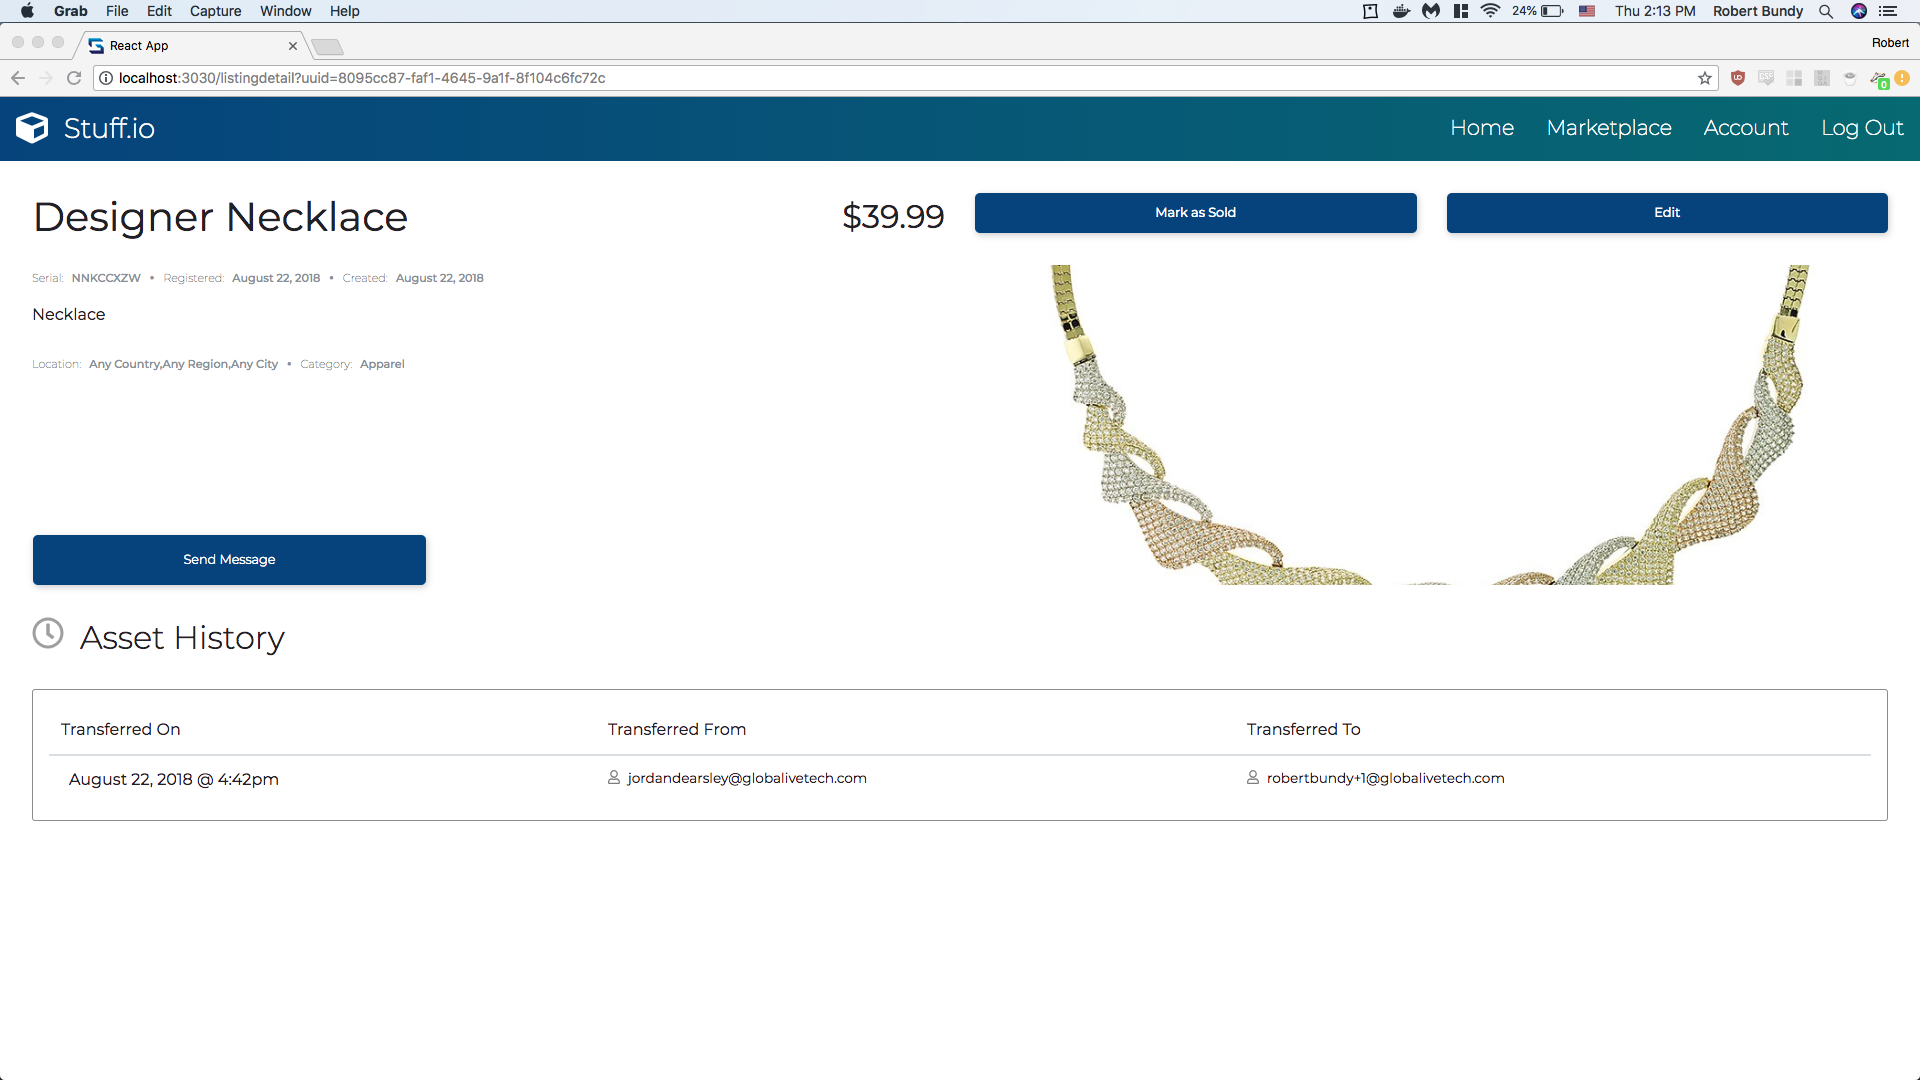 Grab File Edit Capture Window Help 24% Thu 2:13 PM Robert Bundy
React App Robert
localhost:3030/listingdetail?uuid=8095cc87-faf1-4645-9a1f-8f104c6fc72c 0
Stuff.io Home Marketplace Account Log Out
Designer Necklace $39.99 Mark as Sold Edit
Serial: NNKCCXZW • Registered: August 22, 2018 • Created: August 22, 2018
Necklace
Location: Any Country,Any Region,Any City • Category: Apparel
Send Message
Asset History
Transferred On Transferred From Transferred To
August 22, 2018 @ 4:42pm jordandearsley@globalivetech.com robertbundy+1@globalivetech.com